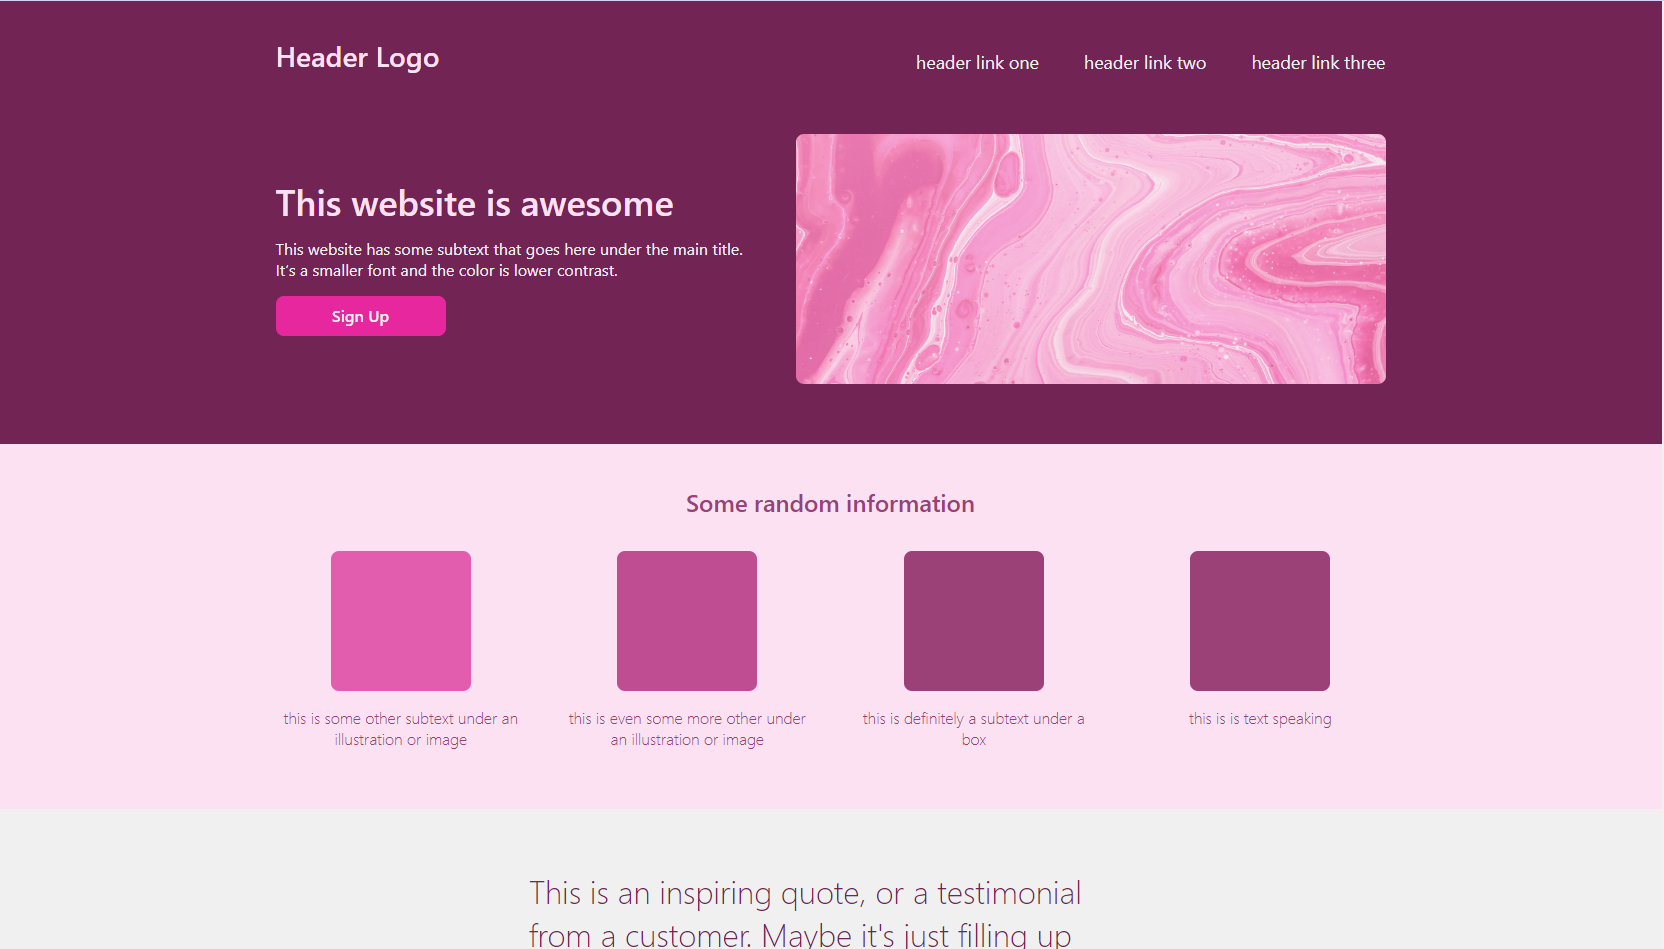 Header Logo
header link one
header link two
header link three
This website is awesome
This website has some subtext that goes here under the main title.
It's a smaller font and the color is lower contrast.
Sign Up
Some random information
this is some other subtext under an
illustration or image
this is even some more other under
an illustration or image
this is definitely a subtext under a
box
this is is text speaking
This is an inspiring quote, or a testimonial
from a customer. Maybe it's just filling up